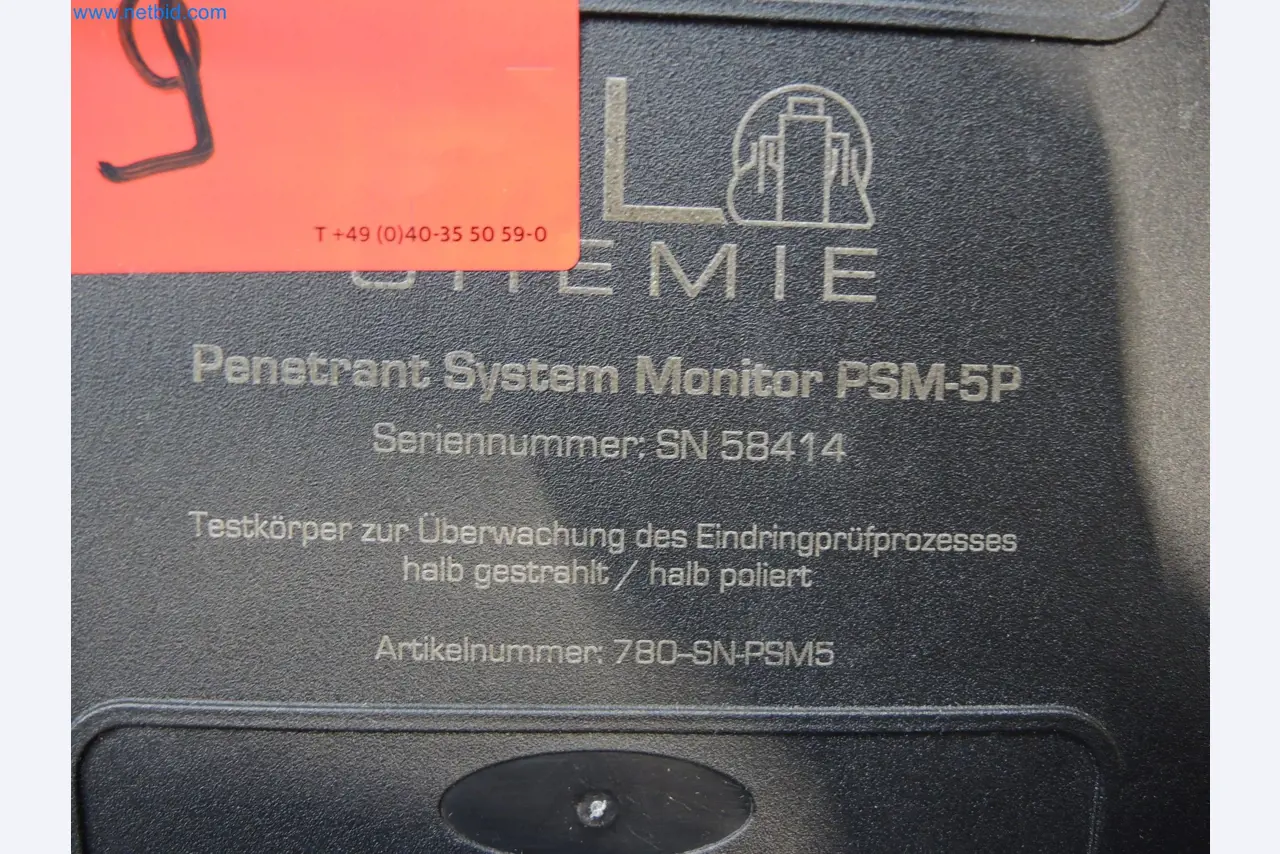 www.netbid.com
9
T +49 (0)40-35 50 59-0
Penetrant System Monitor PSM-5P
Seriennummer: SN 58414
Testkörper zur Überwachung des Eindringprüfprozesses
halb gestrahlt / halb poliert
Artikelnummer: 780-SN-PSM5